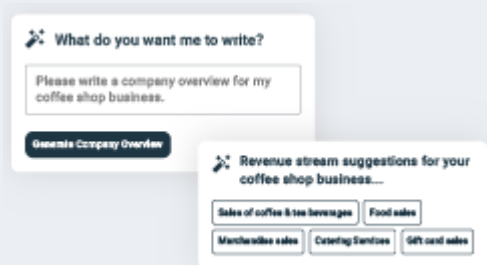 What do you want me to write?
Please write a company overview for my
coffee shop business.
Generate Company Overview
Revenue stream suggestions for your
coffee shop business...
Sales of coffee & tea beverages Food sales
Merchandise sales Catering Services Gift card sales